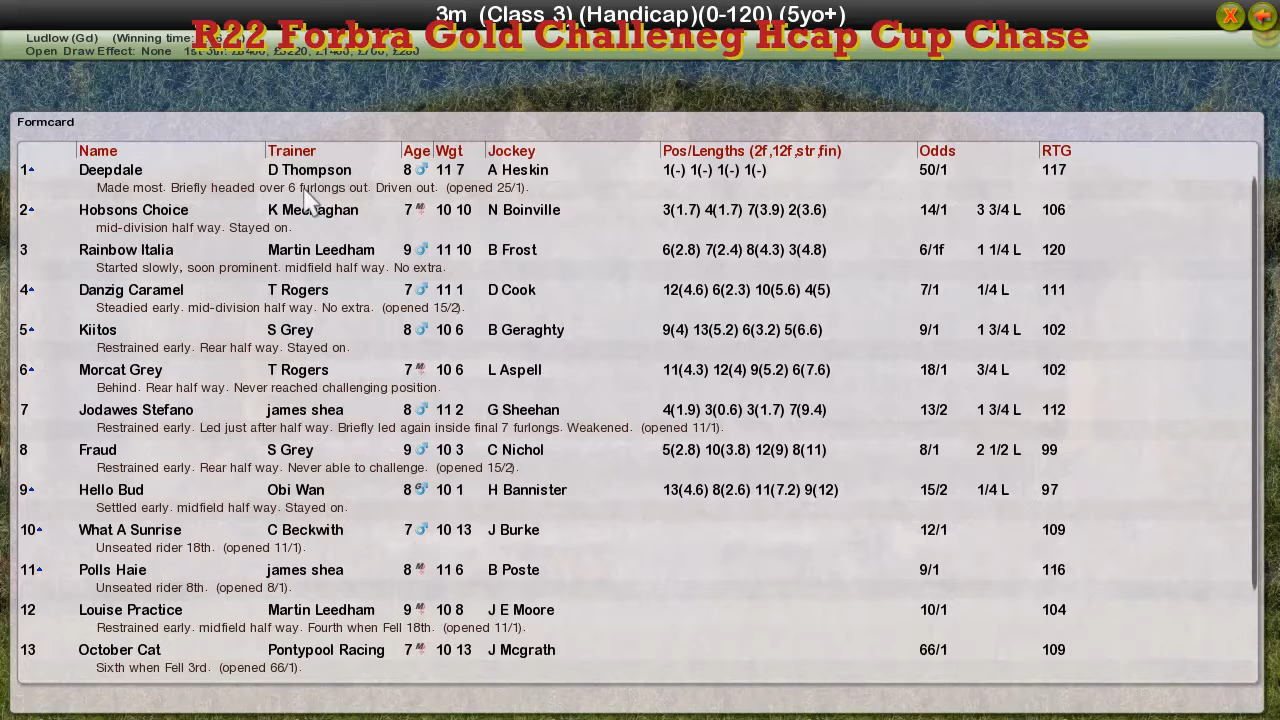 3m (Class 3) (Handicap)(0-120) (5yo+)
R22 Forbra Gold Challeneg Hcap Cup Chase
Ludlow (Gd) (Winning time:
Open Draw Effect: None 1st-5th:
Formcard
Name Trainer Age Wgt Jockey Pos/Lengths (2f,12f,str,fin) Odds RTG
1 Deepdale D Thompson 8 11 7 A Heskin 1(-) 1(-) 1(-) 1(-) 50/1 117
Made most. Briefly headed over 6 furlongs out. Driven out. (opened 25/1).
2 Hobsons Choice K 7 10 10 N Boinville 3(1.7) 4(1.7) 7(3.9) 2(3.6) 14/1 3 3/4 L 106
mid-division half way. Stayed on.
3 Rainbow Italia Martin Leedham 9 11 10 B Frost 6(2.8) 7(2.4) 8(4.3) 3(4.8) 6/1f 1 1/4 L 120
Started slowly, soon prominent. midfield half way. No extra.
4 Danzig Caramel T Rogers 7 11 1 D Cook 12(4.6) 6(2.3) 10(5.6) 4(5) 7/1 1/4 L 111
Steadied early. mid-division half way. No extra. (opened 15/2).
5 Kiitos S Grey 8 10 6 B Geraghty 9(4) 13(5.2) 6(3.2) 5(6.6) 9/1 1 3/4 L 102
Restrained early. Rear half way. Stayed on.
6 Morcat Grey T Rogers 7 10 6 L Aspell 11(4.3) 12(4) 9(5.2) 6(7.6) 18/1 3/4 L 102
Behind. Rear half way. Never reached challenging position.
7 Jodawes Stefano james shea 8 11 2 G Sheehan 4(1.9) 3(0.6) 3(1.7) 7(9.4) 13/2 1 3/4 L 112
Restrained early. Led just after half way. Briefly led again inside final 7 furlongs. Weakened. (opened 11/1).
8 Fraud S Grey 9 10 3 C Nichol 5(2.8) 10(3.8) 12(9) 8(11) 8/1 2 1/2 L 99
Restrained early. Rear half way. Never able to challenge. (opened 15/2).
9 Hello Bud Obi Wan 8 10 1 H Bannister 13(4.6) 8(2.6) 11(7.2) 9(12) 15/2 1/4 L 97
Settled early. midfield half way. Stayed on.
10 What A Sunrise C Beckwith 7 10 13 J Burke 12/1 109
Unseated rider 18th. (opened 11/1).
11 Polls Haie james shea 8 11 6 B Poste 9/1 116
Unseated rider 8th. (opened 8/1).
12 Louise Practice Martin Leedham 9 10 8 J E Moore 10/1 104
Restrained early. midfield half way. Fourth when Fell 18th. (opened 11/1).
13 October Cat Pontypool Racing 7 10 13 J Mcgrath 66/1 109
Sixth when Fell 3rd. (opened 66/1).